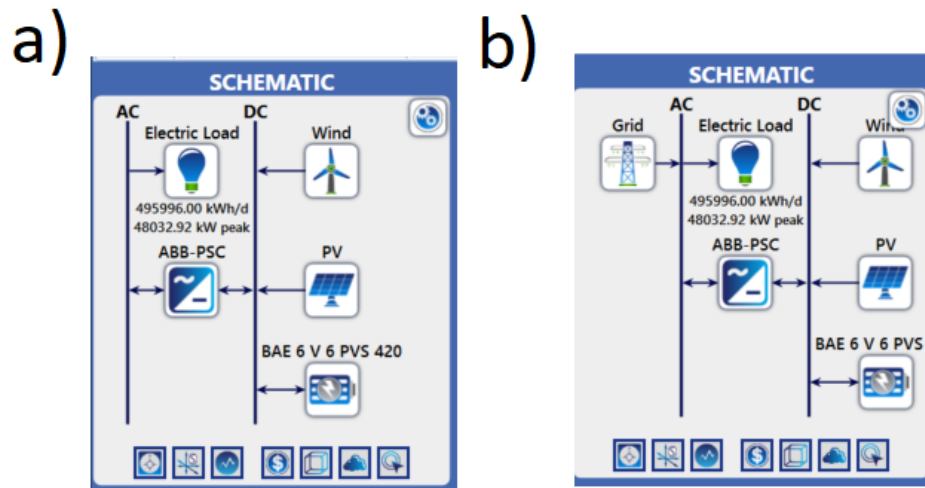 a)
SCHEMATIC
AC DC
Electric Load Wind
495996.00 kWh/d
48032.92 kW peak
ABB-PSC PV
BAE 6 V 6 PVS 420
b)
SCHEMATIC
AC DC
Grid Electric Load Wind
495996.00 kWh/d
48032.92 kW peak
ABB-PSC PV
BAE 6 V 6 PVS